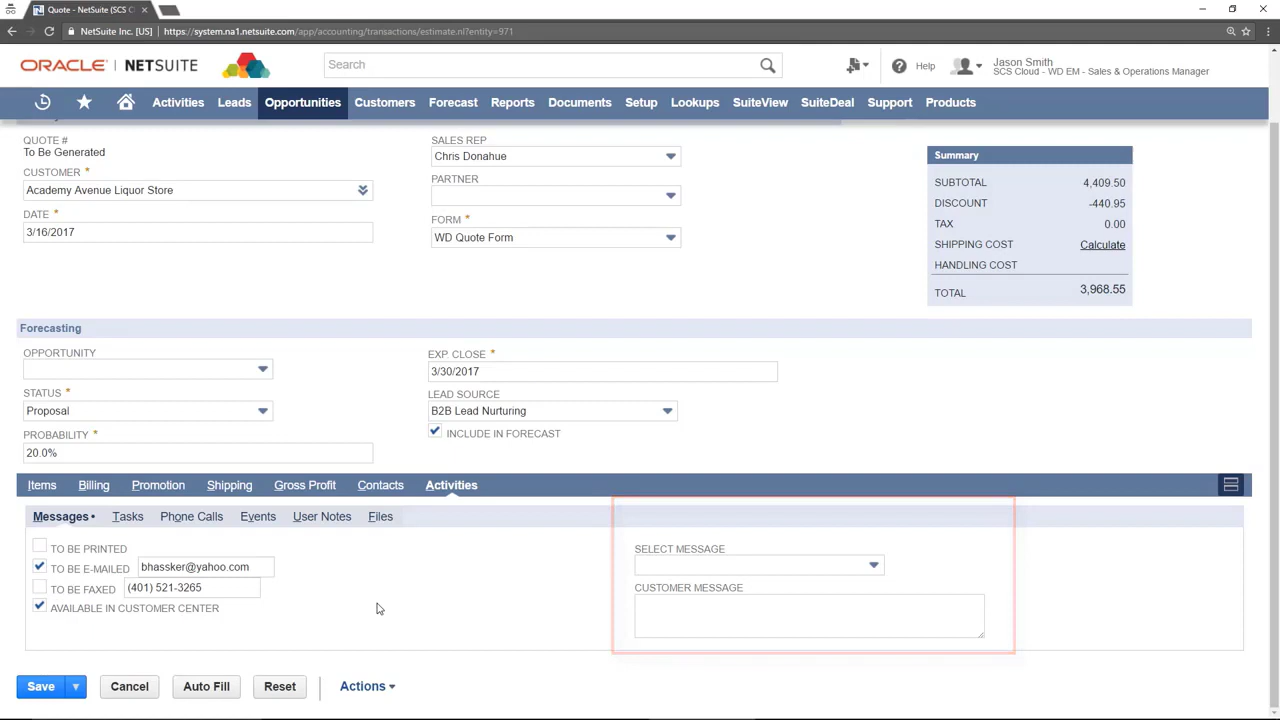 Quote - NetSuite (SCS C
NetSuite Inc. [US] https://system.na1.netsuite.com/app/accounting/transactions/estimate.nl?entity=971
ORACLE NETSUITE
Search
Help
Jason Smith
SCS Cloud - WD EM - Sales & Operations Manager
Activities Leads Opportunities Customers Forecast Reports Documents Setup Lookups SuiteView SuiteDeal Support Products
QUOTE #
To Be Generated
CUSTOMER *
Academy Avenue Liquor Store
DATE *
3/16/2017
SALES REP
Chris Donahue
PARTNER
FORM *
WD Quote Form
Summary
SUBTOTAL 4,409.50
DISCOUNT -440.95
TAX 0.00
SHIPPING COST Calculate
HANDLING COST
TOTAL 3,968.55
Forecasting
OPPORTUNITY
STATUS *
Proposal
PROBABILITY *
20.0%
EXP. CLOSE *
3/30/2017
LEAD SOURCE
B2B Lead Nurturing
INCLUDE IN FORECAST
Items Billing Promotion Shipping Gross Profit Contacts Activities
Messages • Tasks Phone Calls Events User Notes Files
TO BE PRINTED
TO BE E-MAILED bhassker@yahoo.com
TO BE FAXED (401) 521-3265
AVAILABLE IN CUSTOMER CENTER
SELECT MESSAGE
CUSTOMER MESSAGE
Save Cancel Auto Fill Reset Actions